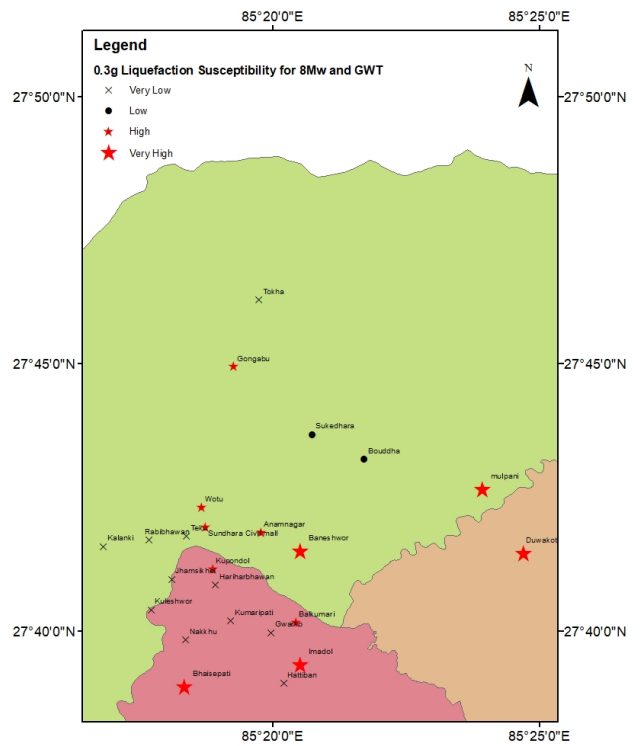 85°20'0"E 85°25'0"E
Legend
0.3g Liquefaction Susceptibility for 8Mw and GWT
Very Low
Low
High
Very High
N
27°50'0"N 27°50'0"N
Tokha
27°45'0"N 27°45'0"N
Gongabu
Sukedhara
Bouddha
mulpani
Wotu
Anamnagar
Rabibhawan
Sundhara Civil mall
Kalanki
Baneshwor
Duwakot
Kupondol
Jhamsikhel
Hariharbhawan
Kuleshwor
Kumaripati
Balkumari
Gwarko
27°40'0"N 27°40'0"N
Nakkhu
Imadol
Bhaisepati
Hattiban
85°20'0"E 85°25'0"E